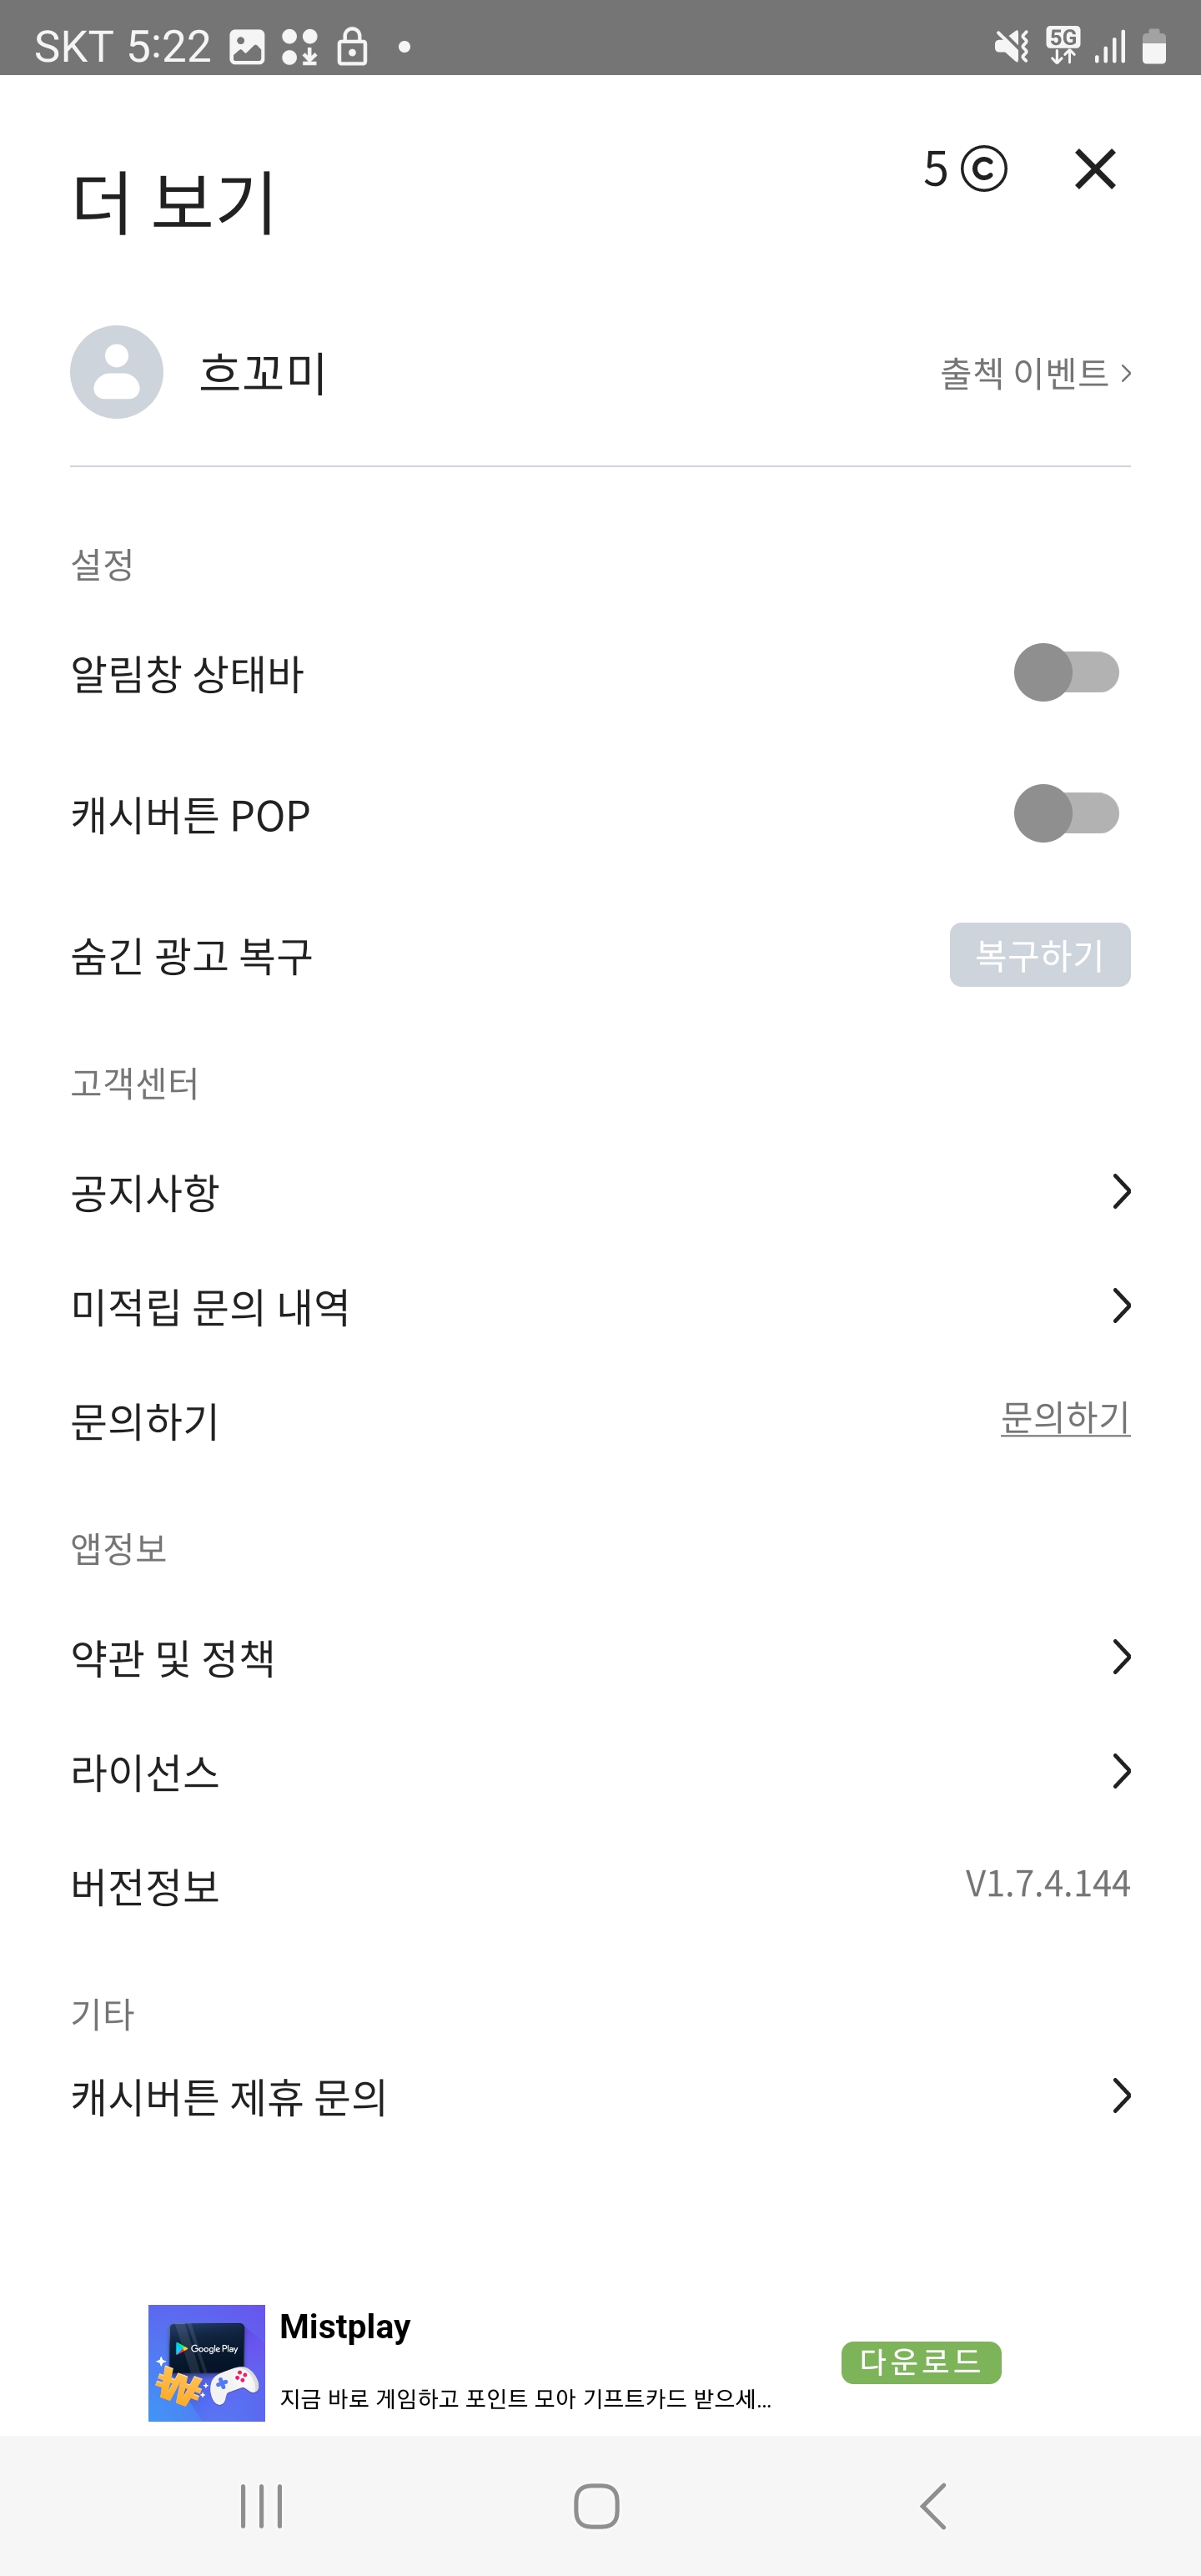 SKT 5:22
5G
더 보기
5 ©
흐꼬미
출첵 이벤트
설정
알림창 상태바
캐시버튼 POP
숨긴 광고 복구
복구하기
고객센터
공지사항
미적립 문의 내역
문의하기
문의하기
앱정보
약관 및 정책
라이선스
버전정보
V1.7.4.144
기타
캐시버튼 제휴 문의
Google Play
Mistplay
지금 바로 게임하고 포인트 모아 기프트카드 받으세...
다운로드